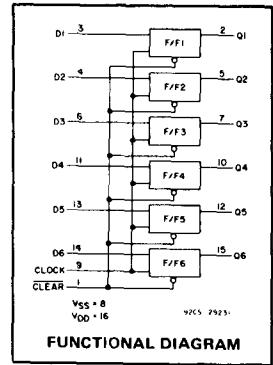 D1 3 F/F1 2 Q1
D2 4 F/F2 5 Q2
D3 6 F/F3 7 Q3
D4 11 F/F4 10 Q4
D5 13 F/F5 12 Q5
D6 14 F/F6 15 Q6
CLOCK 9
CLEAR 1
VSS = 8
VDD = 16
92CS-2923
FUNCTIONAL DIAGRAM